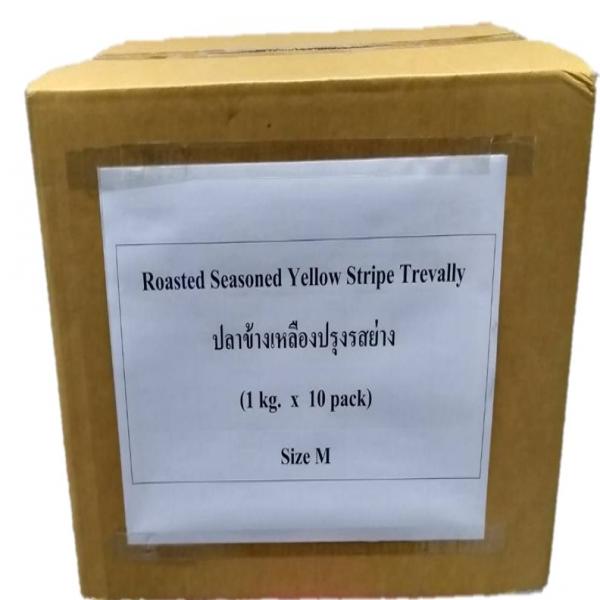 Roasted Seasoned Yellow Stripe Trevally
ปลาข้างเหลืองปรุงรสย่าง
(1 kg. x 10 pack)
Size M